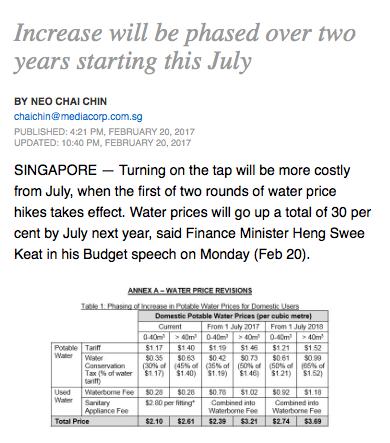 Increase will be phased over two
years starting this July
BY NEO CHAI CHIN
chaichin@mediacorp.com.sg
PUBLISHED: 4:21 PM, FEBRUARY 20, 2017
UPDATED: 10:40 PM, FEBRUARY 20, 2017
SINGAPORE — Turning on the tap will be more costly
from July, when the first of two rounds of water price
hikes takes effect. Water prices will go up a total of 30 per
cent by July next year, said Finance Minister Heng Swee
Keat in his Budget speech on Monday (Feb 20).
ANNEX A – WATER PRICE REVISIONS
Table 1: Phasing of Increase in Potable Water Prices for Domestic Users
Domestic Potable Water Prices (per cubic metre)
Current From 1 July 2017 From 1 July 2018
0-40m³ > 40m³ 0-40m³ > 40m³ 0-40m³ > 40m³
Potable Tariff $1.17 $1.40 $1.19 $1.46 $1.21 $1.52
Water Water $0.35 $0.63 $0.42 $0.73 $0.61 $0.99
Conservation (30% of (45% of (35% of (50% of (50% of (65% of
Tax (% of water $1.17) $1.40) $1.19) $1.46) $1.21) $1.52)
tariff)
Used Waterborne Fee $0.28 $0.28 $0.78 $1.02 $0.92 $1.18
Water Sanitary $2.80 per fitting* Combined into Combined into
Appliance Fee Waterborne Fee Waterborne Fee
Total Price $2.10 $2.61 $2.39 $3.21 $2.74 $3.69